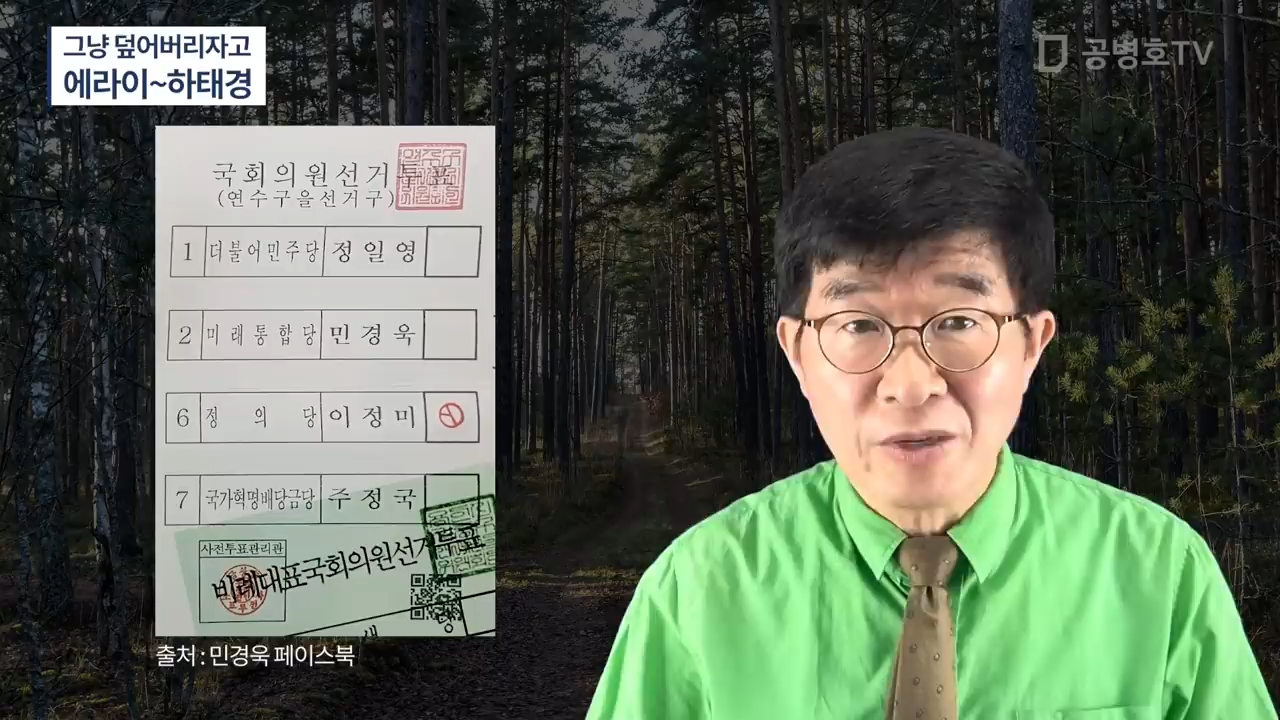 그냥 덮어버리자고
에라이~하태경
공병호TV
국회의원선거투표
(연수구을선거구)
1 더불어민주당 정일영
2 미래통합당 민경욱
6 정의당 이정미
7 국가혁명배당금당 주정국
사전투표관리관
비례대표국회의원선거투표
출처 : 민경욱 페이스북